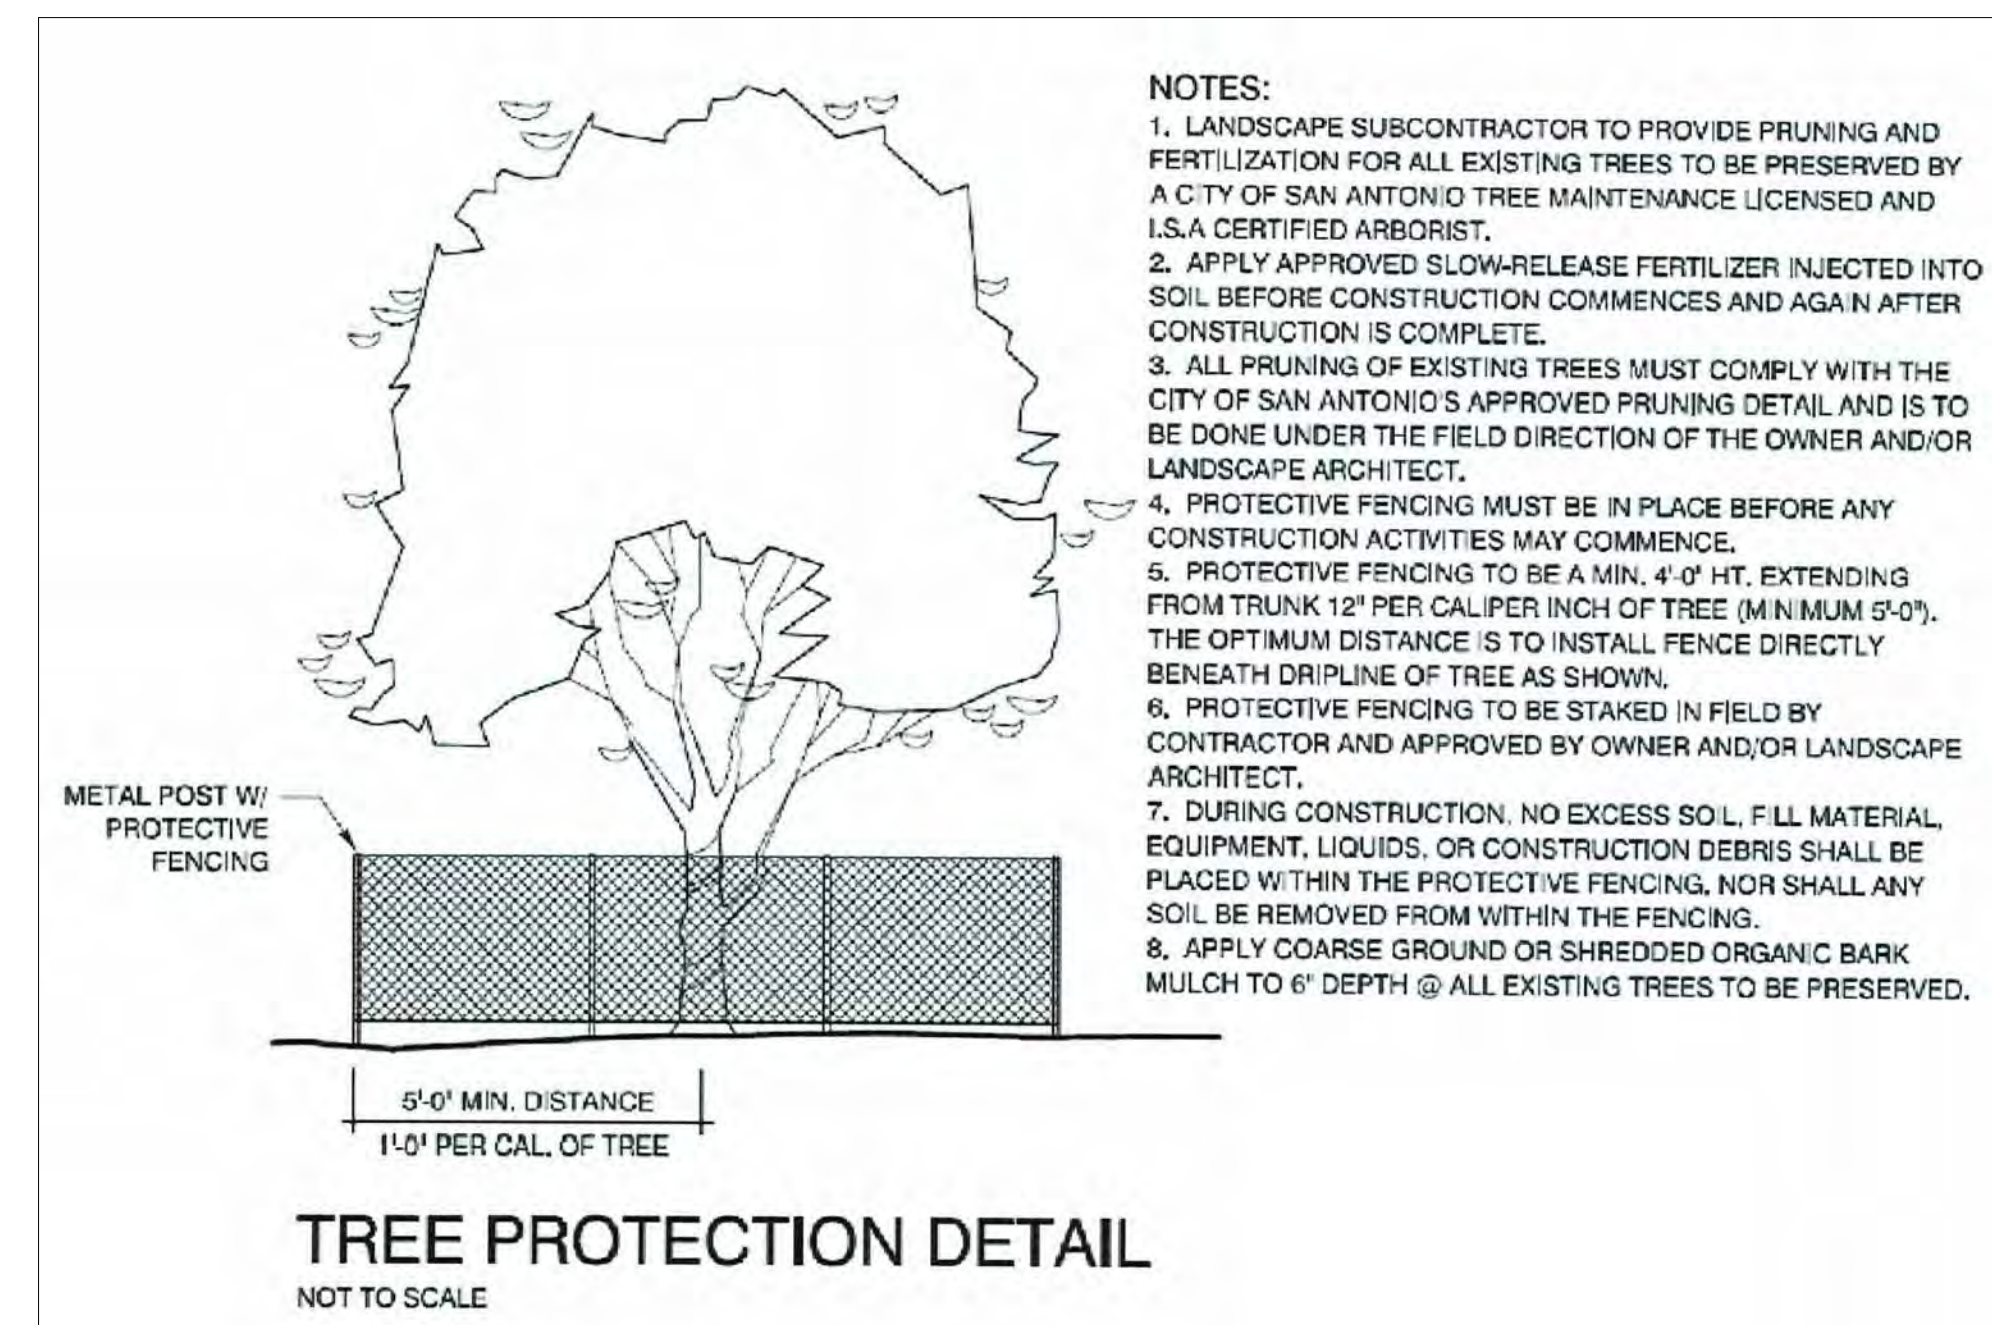 NOTES:
1. LANDSCAPE SUBCONTRACTOR TO PROVIDE PRUNING AND
FERTILIZATION FOR ALL EXISTING TREES TO BE PRESERVED BY
A CITY OF SAN ANTONIO TREE MAINTENANCE LICENSED AND
I.S.A CERTIFIED ARBORIST.
2. APPLY APPROVED SLOW-RELEASE FERTILIZER INJECTED INTO
SOIL BEFORE CONSTRUCTION COMMENCES AND AGAIN AFTER
CONSTRUCTION IS COMPLETE.
3. ALL PRUNING OF EXISTING TREES MUST COMPLY WITH THE
CITY OF SAN ANTONIO'S APPROVED PRUNING DETAIL AND IS TO
BE DONE UNDER THE FIELD DIRECTION OF THE OWNER AND/OR
LANDSCAPE ARCHITECT.
4. PROTECTIVE FENCING MUST BE IN PLACE BEFORE ANY
CONSTRUCTION ACTIVITIES MAY COMMENCE.
5. PROTECTIVE FENCING TO BE A MIN. 4'-0" HT. EXTENDING
FROM TRUNK 12" PER CALIPER INCH OF TREE (MINIMUM 5'-0").
THE OPTIMUM DISTANCE IS TO INSTALL FENCE DIRECTLY
BENEATH DRIPLINE OF TREE AS SHOWN.
6. PROTECTIVE FENCING TO BE STAKED IN FIELD BY
CONTRACTOR AND APPROVED BY OWNER AND/OR LANDSCAPE
ARCHITECT.
7. DURING CONSTRUCTION, NO EXCESS SOIL, FILL MATERIAL,
EQUIPMENT, LIQUIDS, OR CONSTRUCTION DEBRIS SHALL BE
PLACED WITHIN THE PROTECTIVE FENCING, NOR SHALL ANY
SOIL BE REMOVED FROM WITHIN THE FENCING.
8. APPLY COARSE GROUND OR SHREDDED ORGANIC BARK
MULCH TO 6" DEPTH @ ALL EXISTING TREES TO BE PRESERVED.
METAL POST W/
PROTECTIVE
FENCING
5'-0" MIN. DISTANCE
1'-0" PER CAL. OF TREE
TREE PROTECTION DETAIL
NOT TO SCALE